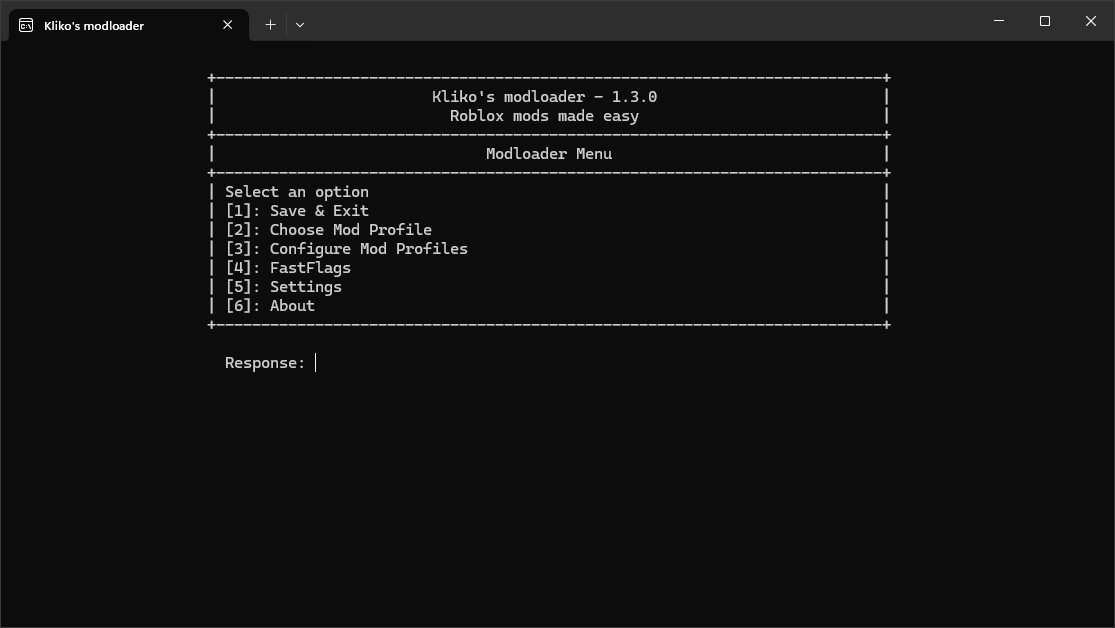 Kliko's modloader
Kliko's modloader - 1.3.0
Roblox mods made easy
Modloader Menu
Select an option
[1]: Save & Exit
[2]: Choose Mod Profile
[3]: Configure Mod Profiles
[4]: FastFlags
[5]: Settings
[6]: About
Response: